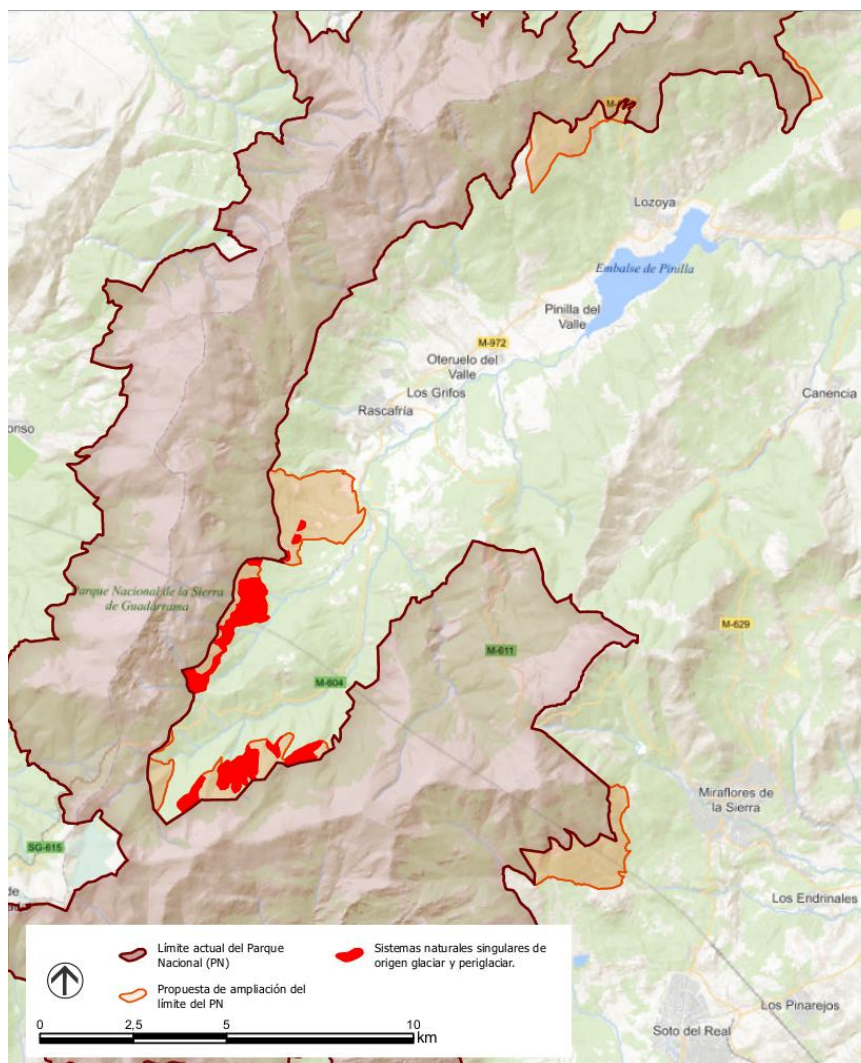 M-
Lozoya
Embalse de Pinilla
Pinilla del
Valle
M-972
Oteruelo del
Valle
Los Grifos
Rascafría
Canencia
onso
Parque Nacional de la Sierra
de Guadarrama
M-629
M-611
M-604
Miraflores de
la Sierra
SG-615
de
Los Endrinales
Límite actual del Parque
Nacional (PN)
Sistemas naturales singulares de
origen glaciar y periglaciar.
Propuesta de ampliación del
límite del PN
0 2,5 5 10
km
Los Pinarejos
Soto del Real